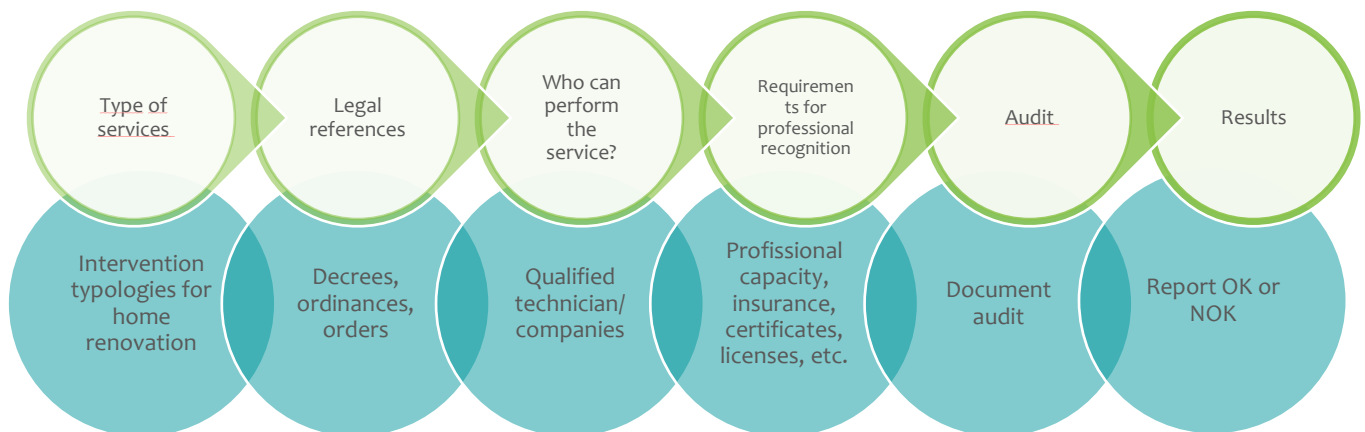 Type of
services
Legal
references
Who can
perform
the
service?
Requiremen
ts for
professional
recognition
Audit
Results
Intervention
typologies for
home
renovation
Decrees,
ordinances,
orders
Qualified
technician/
companies
Profissional
capacity,
insurance,
certificates,
licenses, etc.
Document
audit
Report OK or
NOK